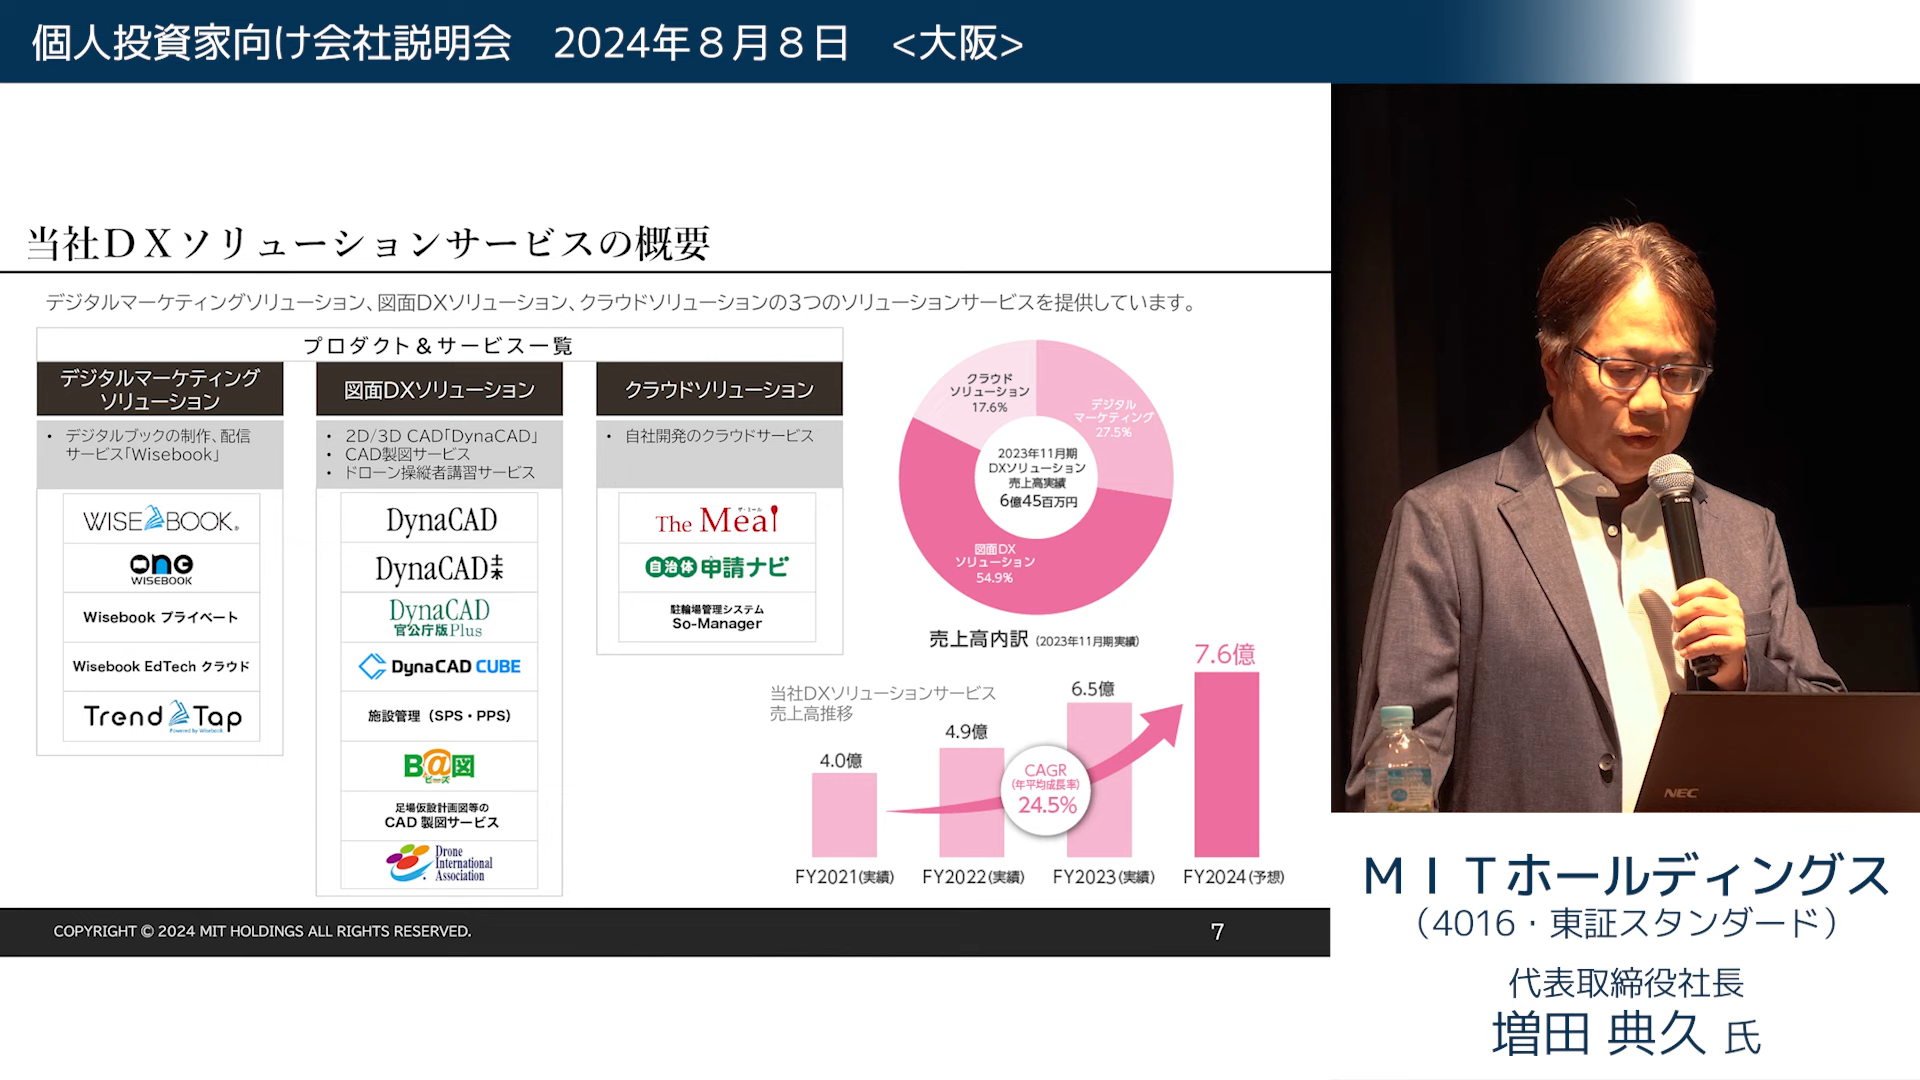 個人投資家向け会社説明会　2024年８月８日　<大阪>
当社ＤＸソリューションサービスの概要
デジタルマーケティングソリューション、図面DXソリューション、クラウドソリューションの３つのソリューションサービスを提供しています。
プロダクト＆サービス一覧
デジタルマーケティング
ソリューション
• デジタルブックの制作、配信
サービス「Wisebook」
WISE BOOK®
one
WISEBOOK
Wisebook プライベート
Wisebook EdTech クラウド
Trend Tap
Powered by Wisebook
図面DXソリューション
• 2D/3D CAD「DynaCAD」
• CAD製図サービス
• ドローン操縦者講習サービス
DynaCAD
DynaCAD土木
DynaCAD
官公庁版Plus
DynaCAD CUBE
施設管理（SPS・PPS）
B@図
ビーズ
足場仮設計画図等の
CAD 製図サービス
Drone
International
Association
クラウドソリューション
• 自社開発のクラウドサービス
ザ・ミール
The Meal
自治体 申請ナビ
駐輪場管理システム
So-Manager
クラウド
ソリューション
17.6%
デジタル
マーケティング
27.5%
2023年11月期
DXソリューション
売上高実績
6億45百万円
図面DX
ソリューション
54.9%
売上高内訳（2023年11月期実績）
当社DXソリューションサービス
売上高推移
4.0億
4.9億
6.5億
7.6億
CAGR
（年平均成長率）
24.5%
FY2021(実績)
FY2022(実績)
FY2023(実績)
FY2024(予想)
COPYRIGHT © 2024 MIT HOLDINGS ALL RIGHTS RESERVED.
7
NEC
ＭＩＴホールディングス
（4016・東証スタンダード）
代表取締役社長
増田 典久 氏